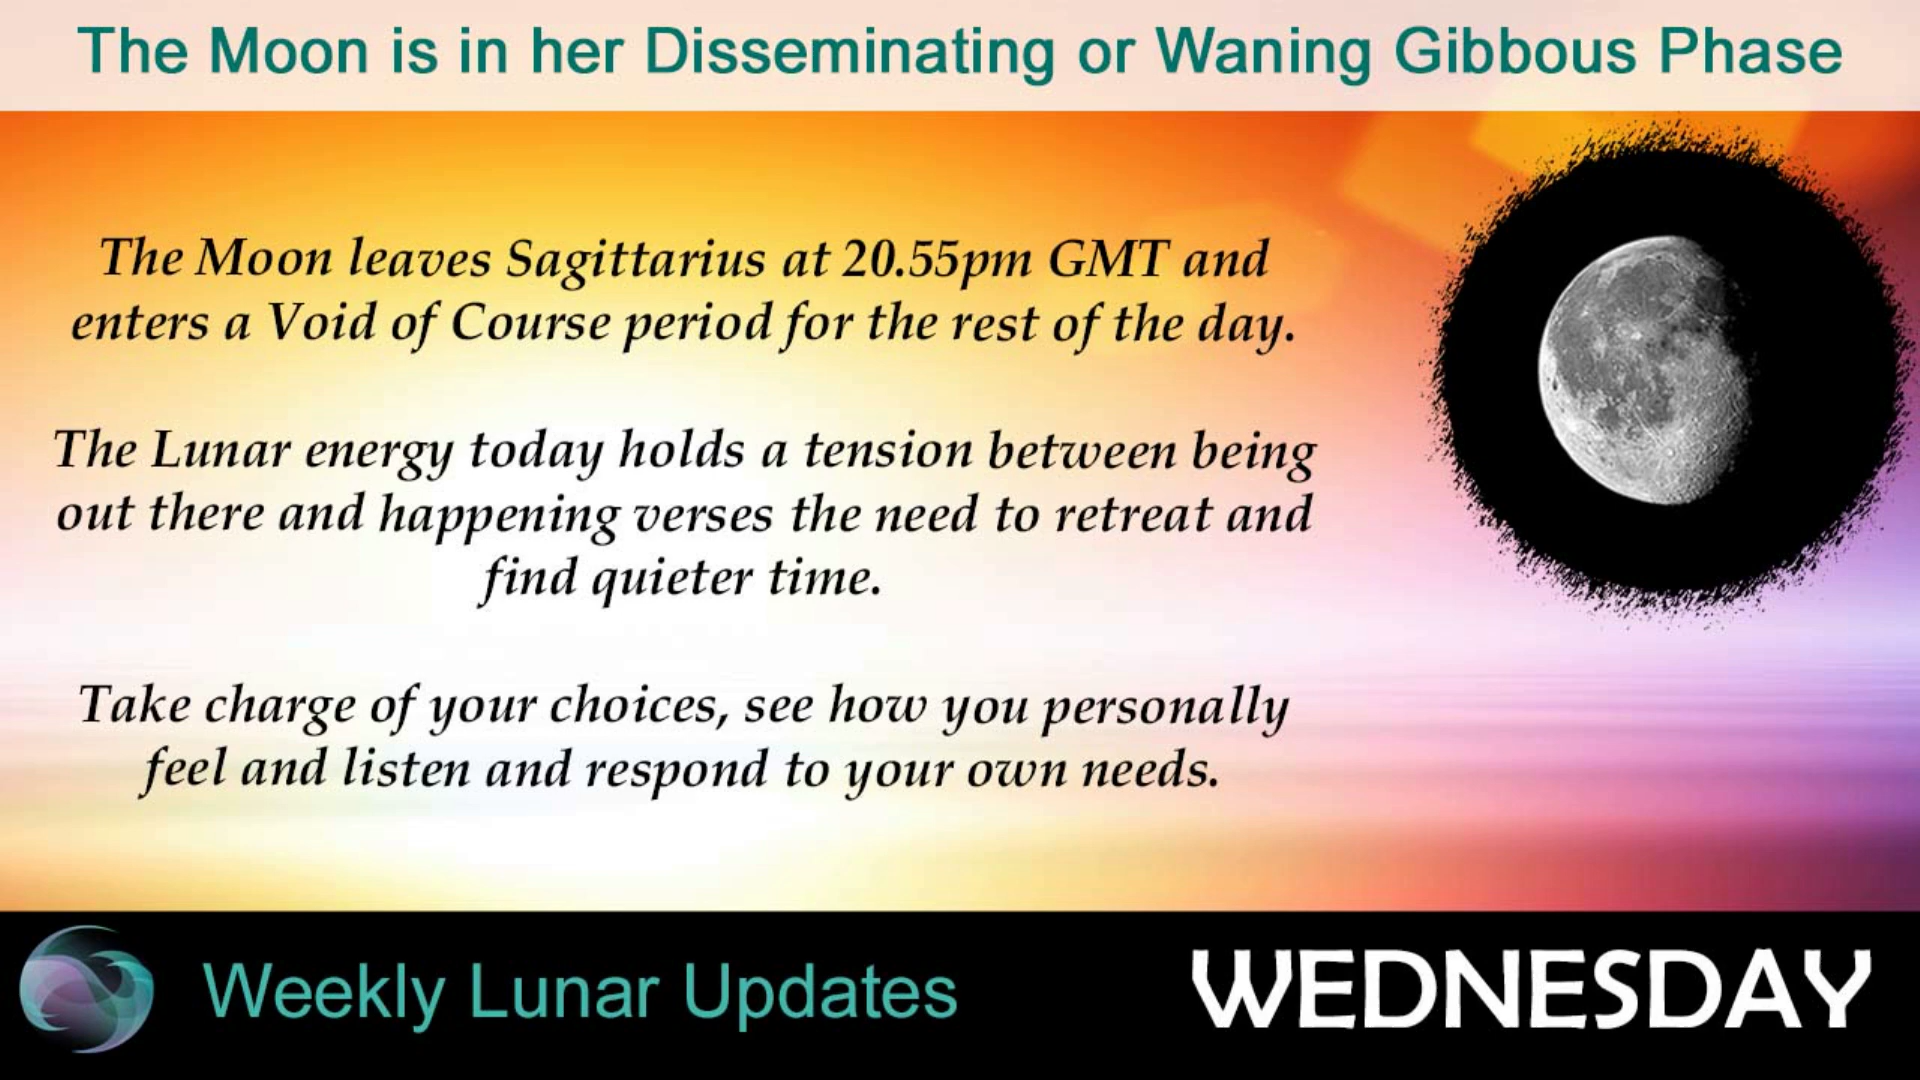 The Moon is in her Disseminating or Waning Gibbous Phase
The Moon leaves Sagittarius at 20.55pm GMT and
enters a Void of Course period for the rest of the day.
The Lunar energy today holds a tension between being
out there and happening verses the need to retreat and
find quieter time.
Take charge of your choices, see how you personally
feel and listen and respond to your own needs.
Weekly Lunar Updates
WEDNESDAY